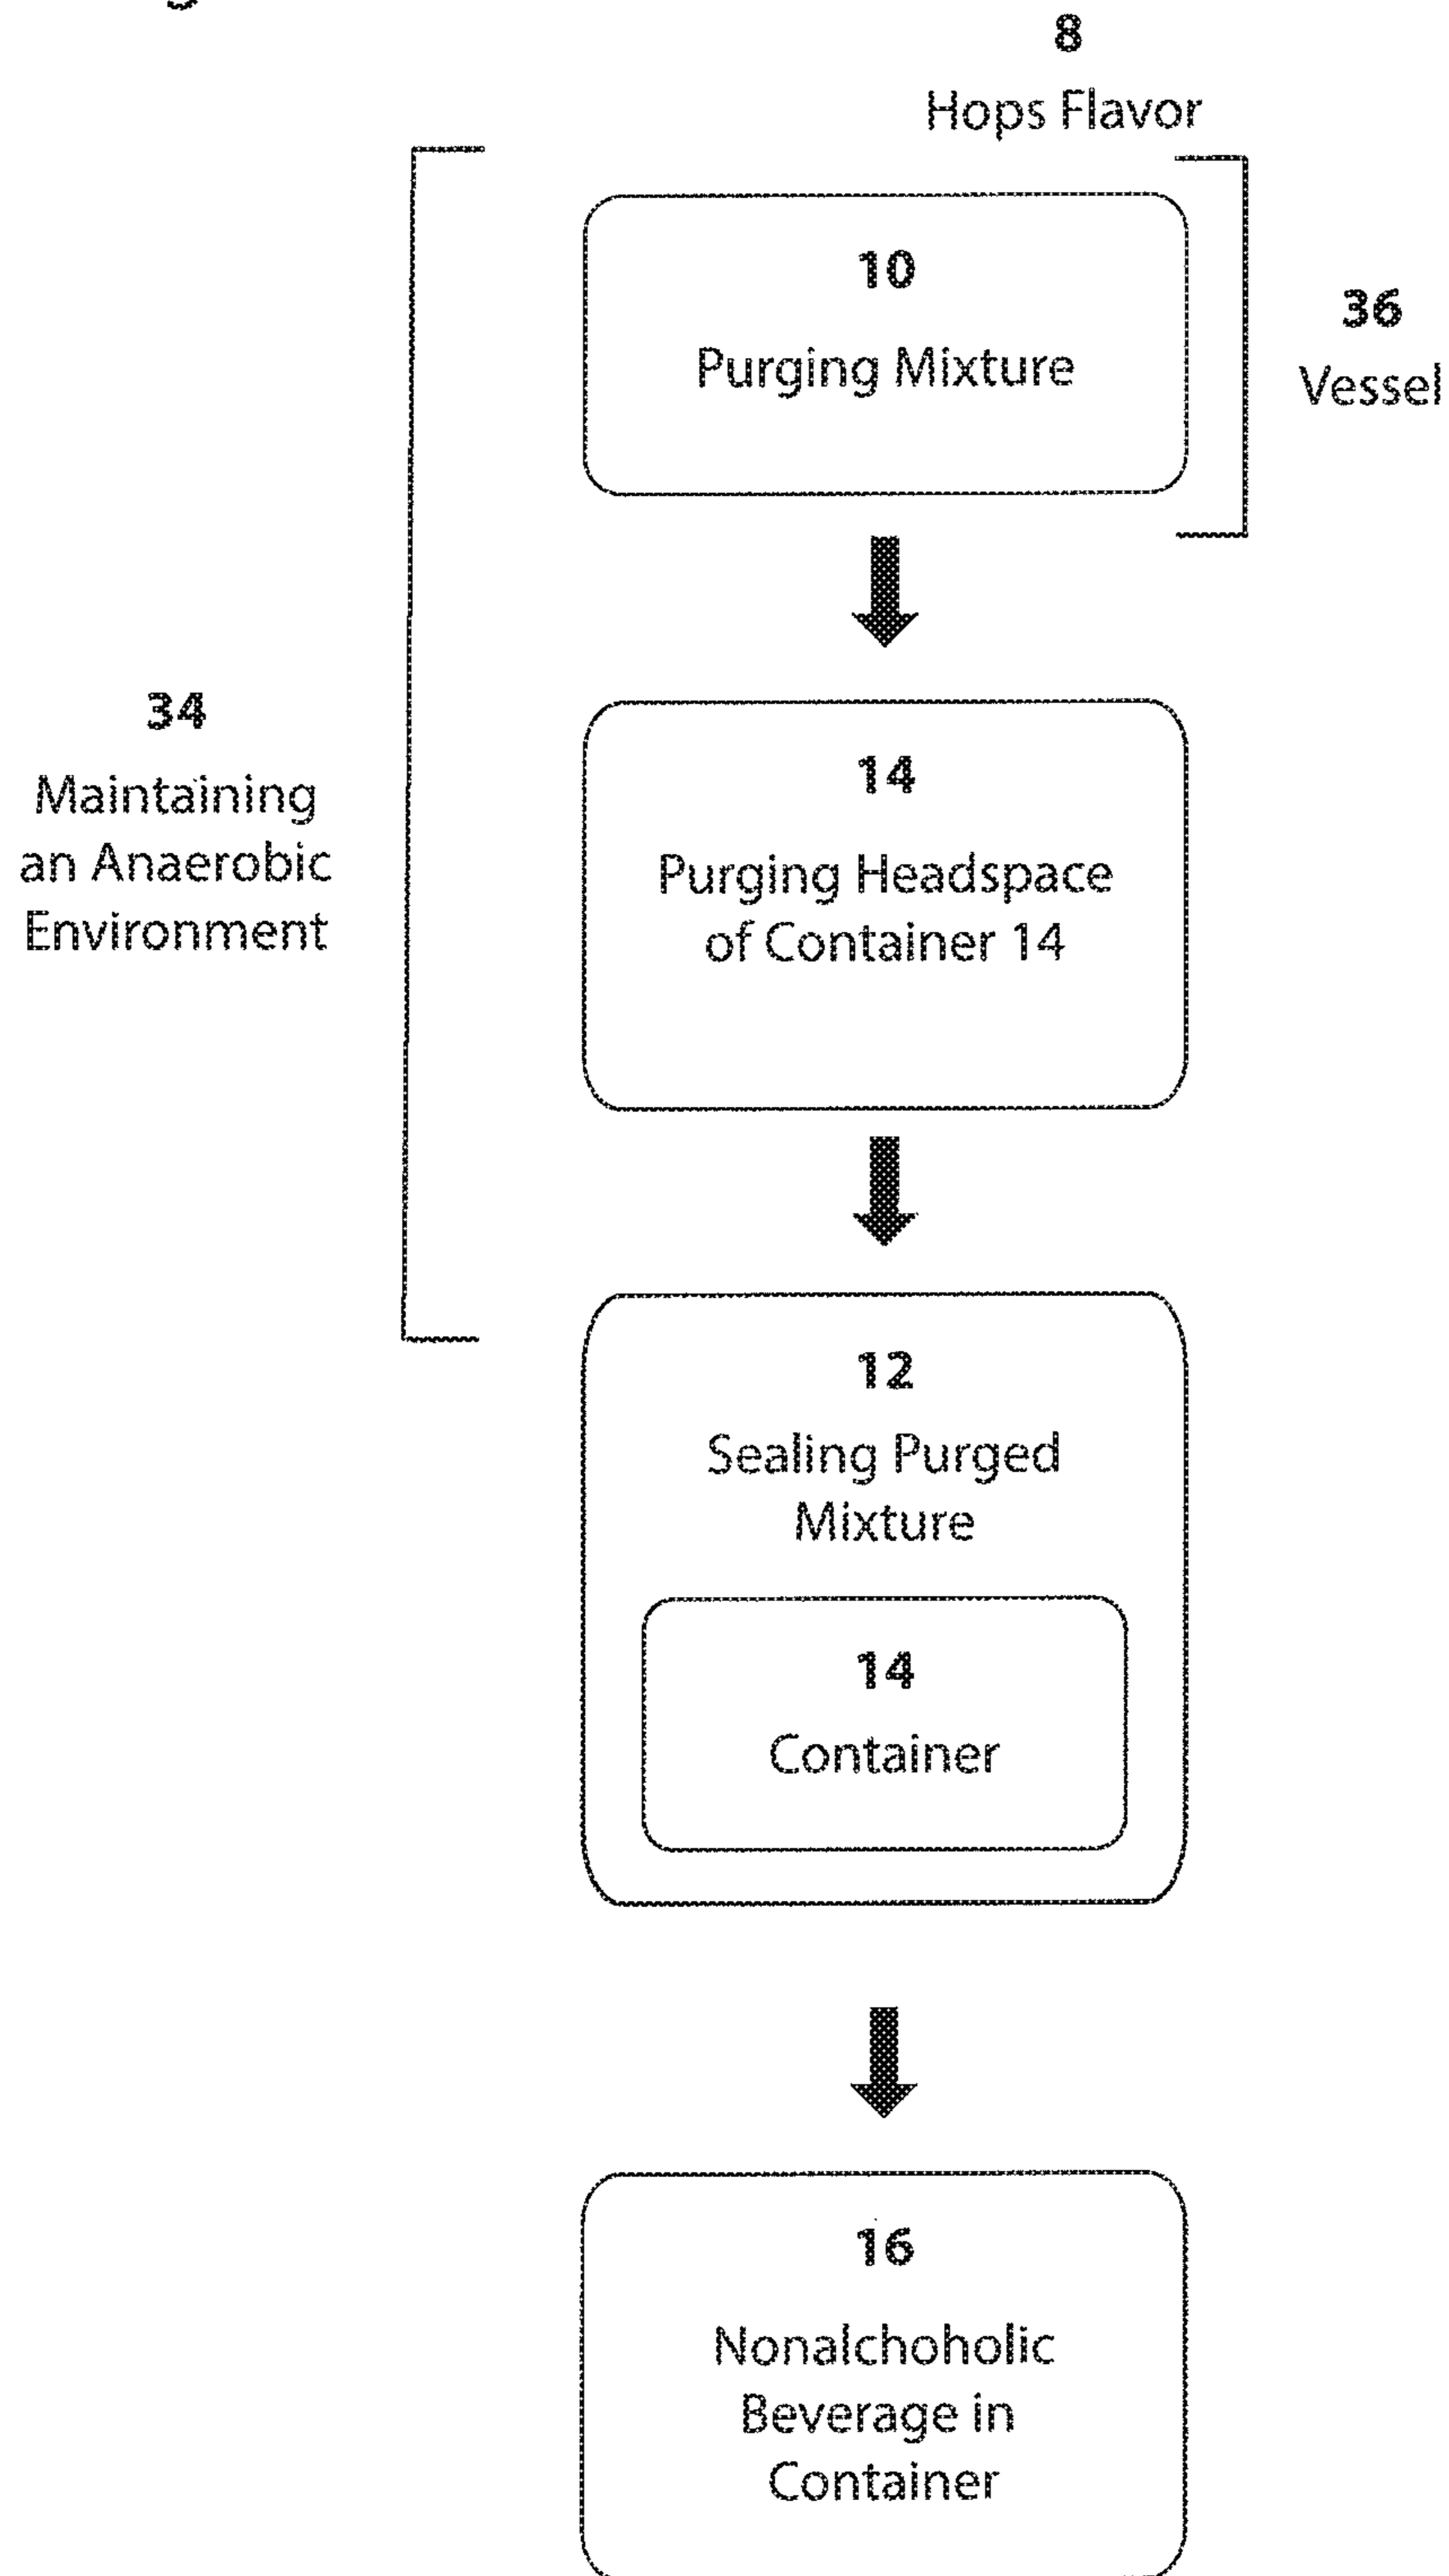 8
Hops Flavor
10
Purging Mixture
36
Vessel
34
Maintaining
an Anaerobic
Environment
14
Purging Headspace
of Container 14
12
Sealing Purged
Mixture
14
Container
16
Nonalchoholic
Beverage in
Container